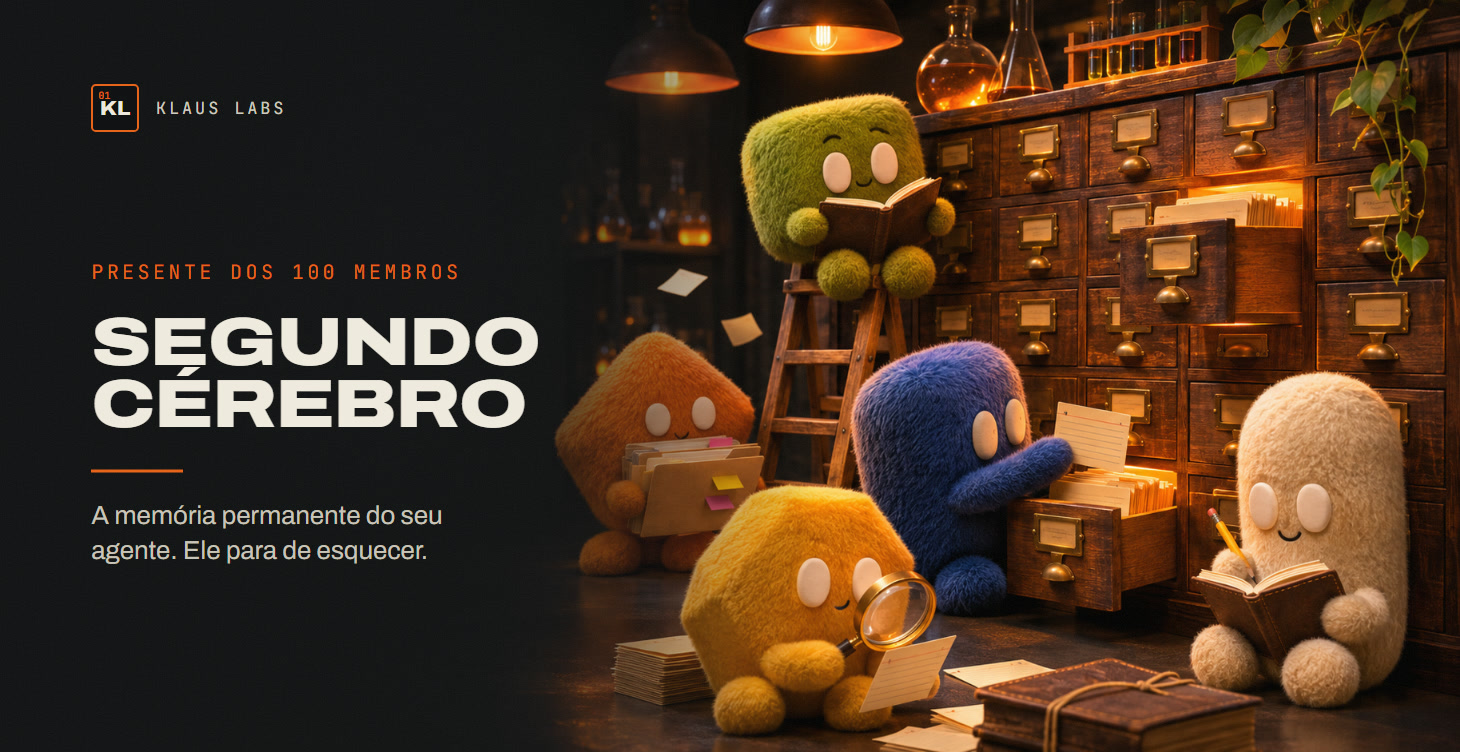 01
KL
KLAUS LABS
PRESENTE DOS 100 MEMBROS
SEGUNDO
CÉREBRO
A memória permanente do seu
agente. Ele para de esquecer.